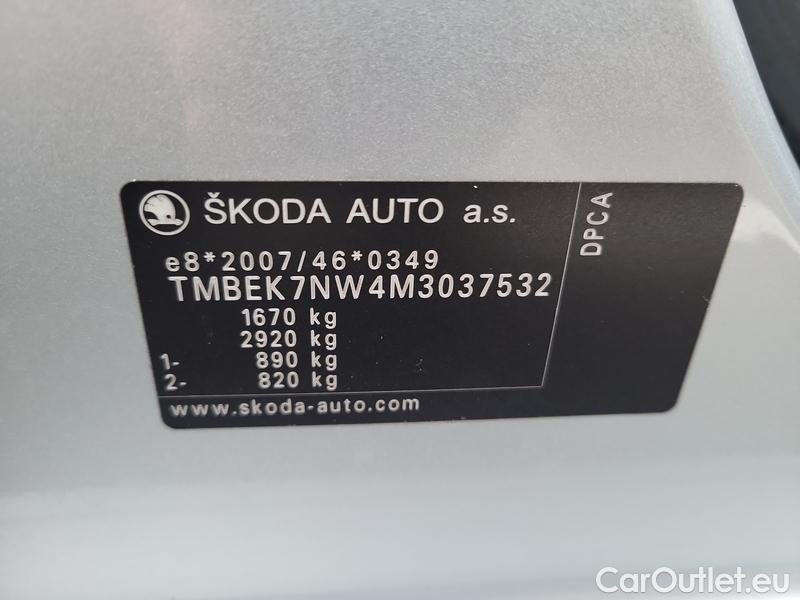 ŠKODA AUTO a.s.
e8*2007/46*0349
TMBEK7NW4M3037532
1670 kg
2920 kg
1- 890 kg
2- 820 kg
www.skoda-auto.com
DPCA
CarOutlet.eu